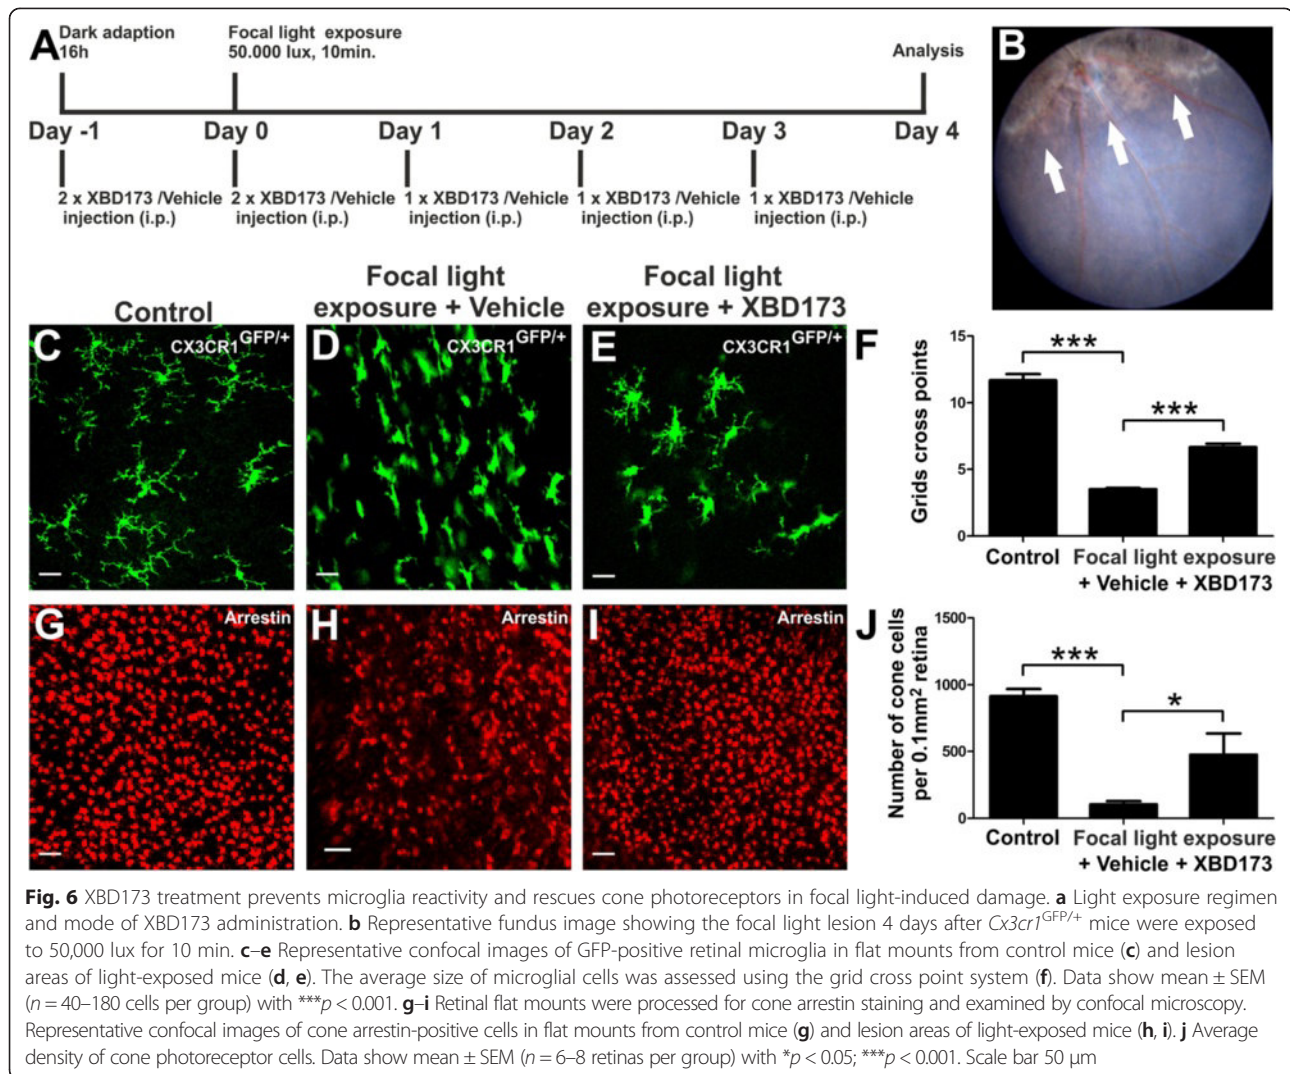 A
Dark adaption
16h
Focal light exposure
50.000 lux, 10min.
Analysis
Day -1
Day 0
Day 1
Day 2
Day 3
Day 4
2 x XBD173 /Vehicle
injection (i.p.)
2 x XBD173 /Vehicle
injection (i.p.)
1 x XBD173 /Vehicle
injection (i.p.)
1 x XBD173 /Vehicle
injection (i.p.)
1 x XBD173 /Vehicle
injection (i.p.)
B
Control
Focal light
exposure + Vehicle
Focal light
exposure + XBD173
C
CX3CR1GFP/+
D
CX3CR1GFP/+
E
CX3CR1GFP/+
F
Grids cross points
15
10
5
0
***
***
Control
Focal light exposure
+ Vehicle + XBD173
G
Arrestin
H
Arrestin
I
Arrestin
J
Number of cone cells
per 0.1mm² retina
1500
1000
500
0
***
*
Control
Focal light exposure
+ Vehicle + XBD173
Fig. 6 XBD173 treatment prevents microglia reactivity and rescues cone photoreceptors in focal light-induced damage. a Light exposure regimen
and mode of XBD173 administration. b Representative fundus image showing the focal light lesion 4 days after Cx3cr1GFP/+ mice were exposed
to 50,000 lux for 10 min. c–e Representative confocal images of GFP-positive retinal microglia in flat mounts from control mice (c) and lesion
areas of light-exposed mice (d, e). The average size of microglial cells was assessed using the grid cross point system (f). Data show mean ± SEM
(n = 40–180 cells per group) with ***p < 0.001. g–i Retinal flat mounts were processed for cone arrestin staining and examined by confocal microscopy.
Representative confocal images of cone arrestin-positive cells in flat mounts from control mice (g) and lesion areas of light-exposed mice (h, i). j Average
density of cone photoreceptor cells. Data show mean ± SEM (n = 6–8 retinas per group) with *p < 0.05; ***p < 0.001. Scale bar 50 μm